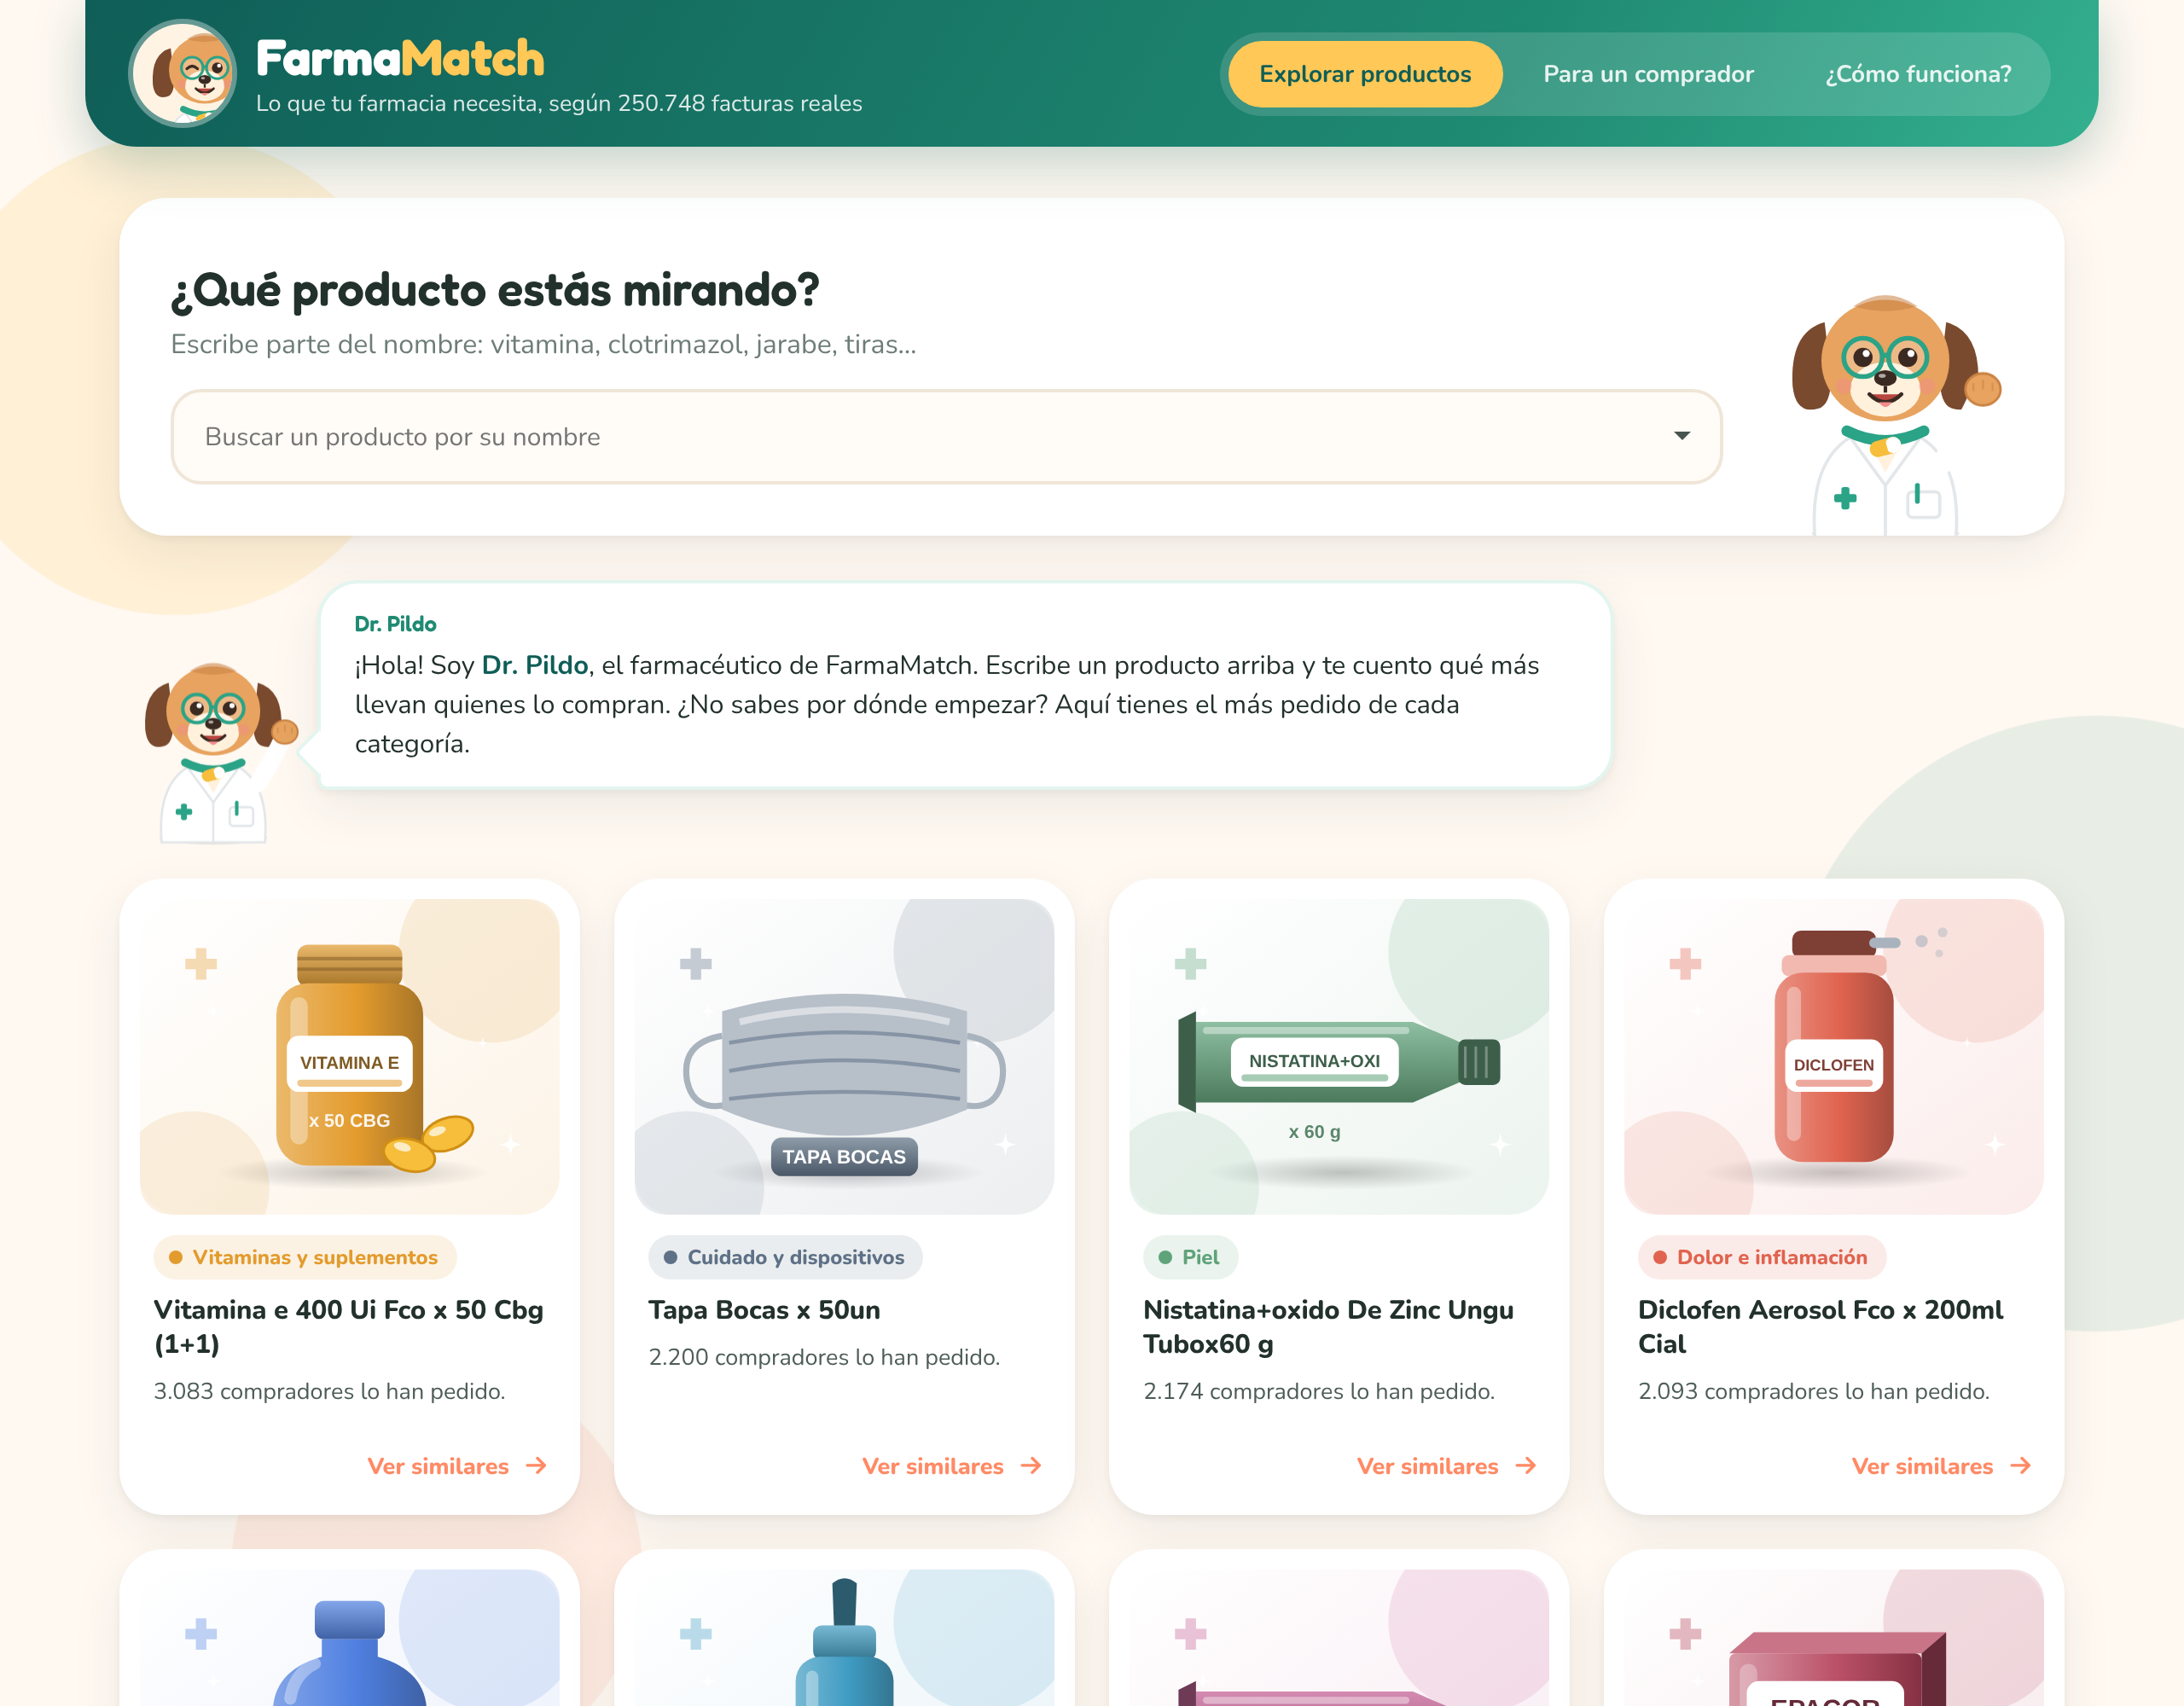 FarmaMatch
Lo que tu farmacia necesita, según 250.748 facturas reales
Explorar productos
Para un comprador
¿Cómo funciona?
¿Qué producto estás mirando?
Escribe parte del nombre: vitamina, clotrimazol, jarabe, tiras...
Buscar un producto por su nombre
Dr. Pildo
¡Hola! Soy Dr. Pildo, el farmacéutico de FarmaMatch. Escribe un producto arriba y te cuento qué más
llevan quienes lo compran. ¿No sabes por dónde empezar? Aquí tienes el más pedido de cada
categoría.
VITAMINA E
x 50 CBG
Vitaminas y suplementos
Vitamina e 400 Ui Fco x 50 Cbg
(1+1)
3.083 compradores lo han pedido.
Ver similares
TAPA BOCAS
Cuidado y dispositivos
Tapa Bocas x 50un
2.200 compradores lo han pedido.
Ver similares
NISTATINA+OXI
x 60 g
Piel
Nistatina+oxido De Zinc Ungu
Tubox60 g
2.174 compradores lo han pedido.
Ver similares
DICLOFEN
Dolor e inflamación
Diclofen Aerosol Fco x 200ml
Cial
2.093 compradores lo han pedido.
Ver similares